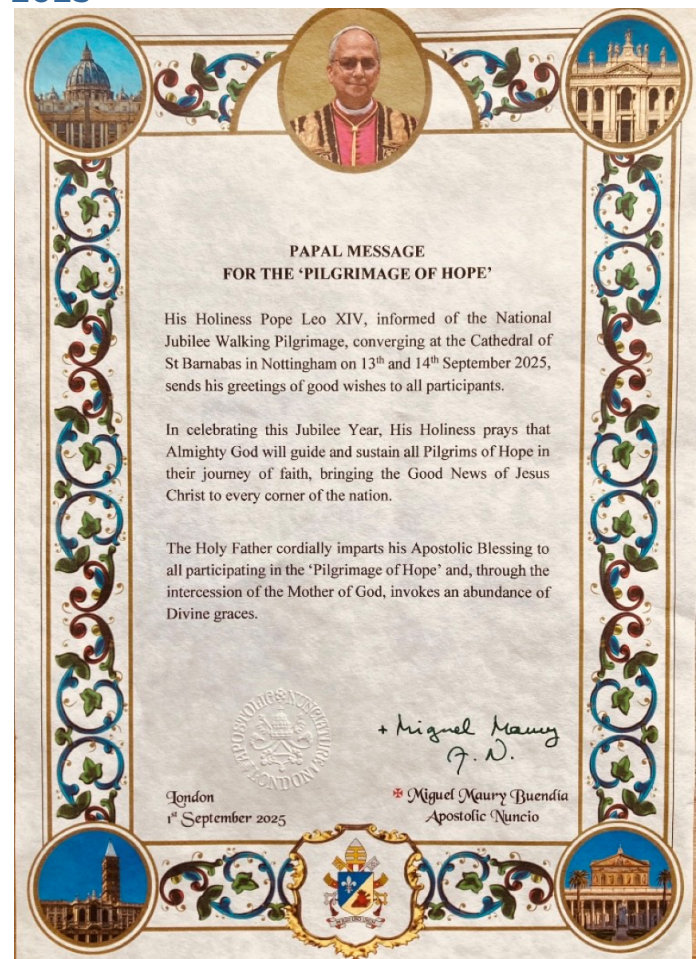 PAPAL MESSAGE
FOR THE ‘PILGRIMAGE OF HOPE’
His Holiness Pope Leo XIV, informed of the National
Jubilee Walking Pilgrimage, converging at the Cathedral of
St Barnabas in Nottingham on 13th and 14th September 2025,
sends his greetings of good wishes to all participants.
In celebrating this Jubilee Year, His Holiness prays that
Almighty God will guide and sustain all Pilgrims of Hope in
their journey of faith, bringing the Good News of Jesus
Christ to every corner of the nation.
The Holy Father cordially imparts his Apostolic Blessing to
all participating in the ‘Pilgrimage of Hope’ and, through the
intercession of the Mother of God, invokes an abundance of
Divine graces.
APOSTOLIC NUNCIATURE
LONDON
+ Miguel Maury
A. N.
London
1st September 2025
✠ Miguel Maury Buendía
Apostolic Nuncio